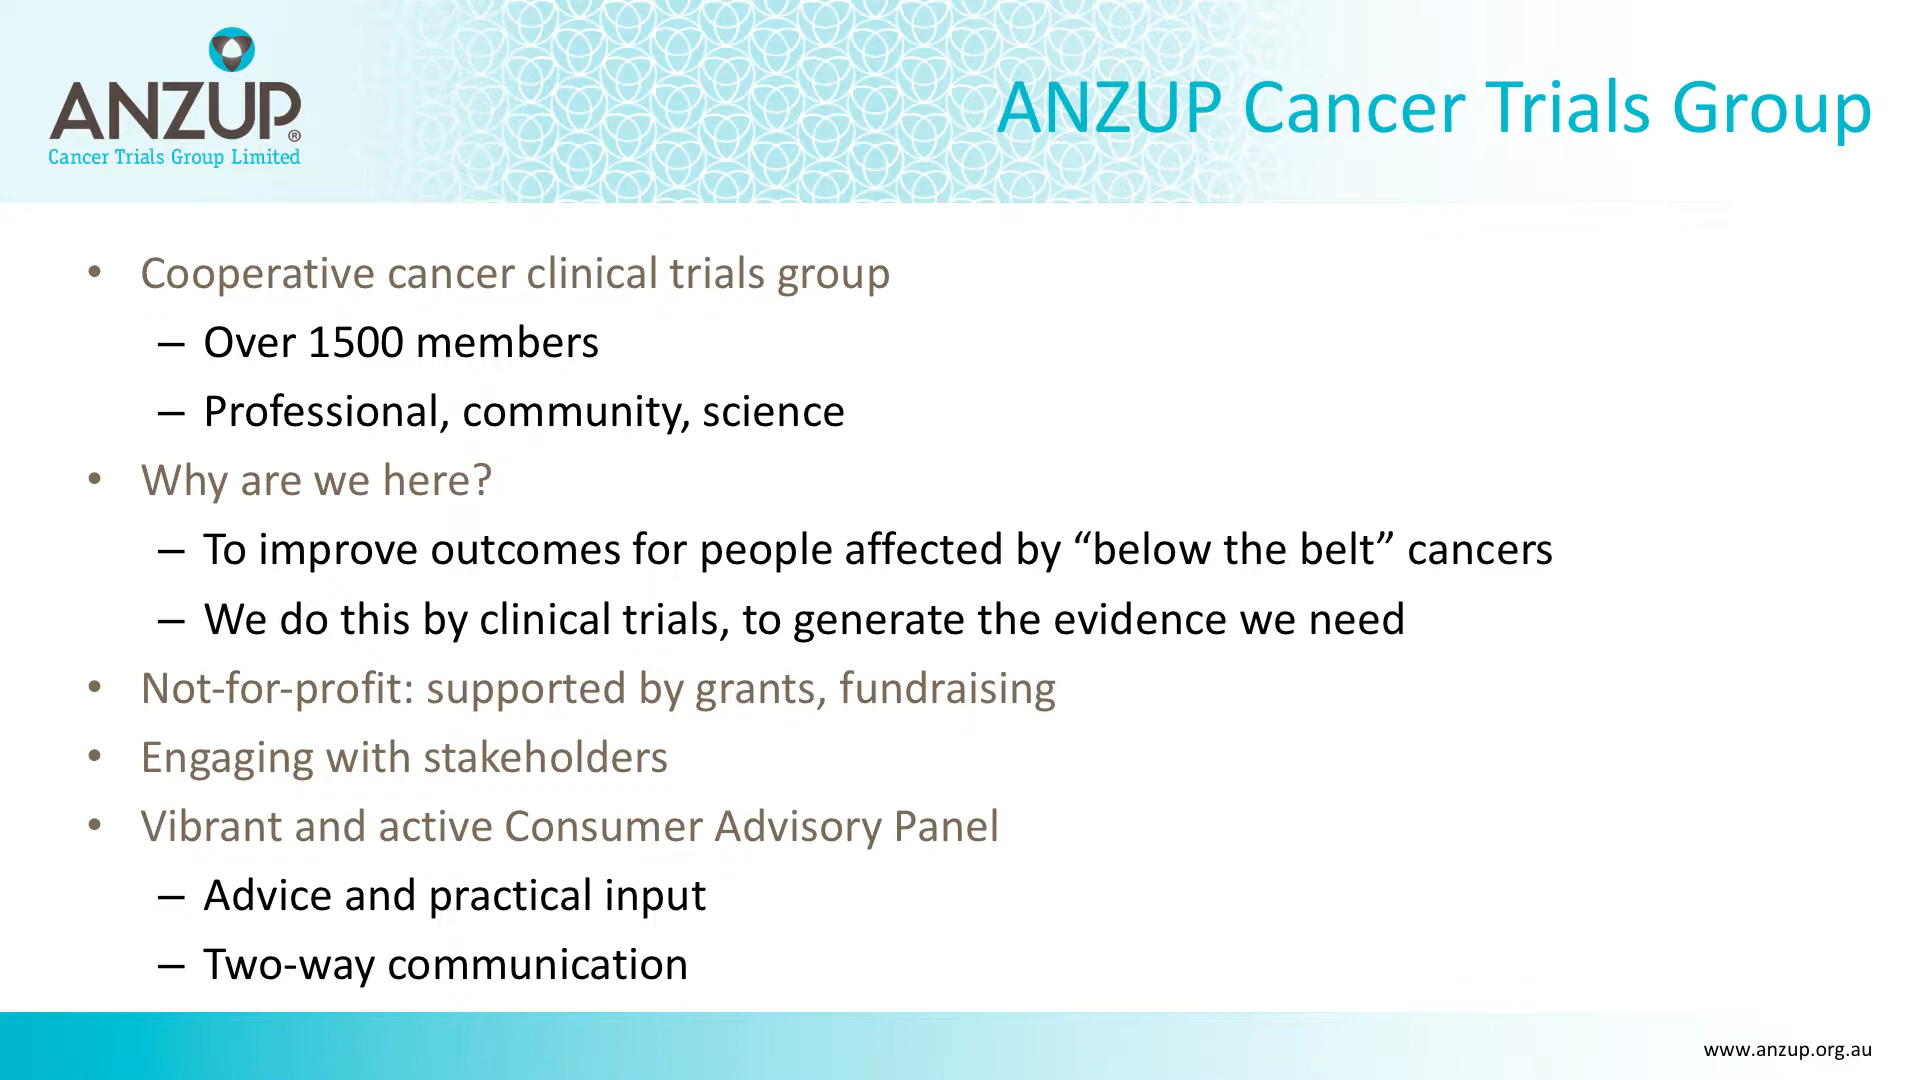 ANZUP®
Cancer Trials Group Limited
ANZUP Cancer Trials Group
• Cooperative cancer clinical trials group
– Over 1500 members
– Professional, community, science
• Why are we here?
– To improve outcomes for people affected by “below the belt” cancers
– We do this by clinical trials, to generate the evidence we need
• Not-for-profit: supported by grants, fundraising
• Engaging with stakeholders
• Vibrant and active Consumer Advisory Panel
– Advice and practical input
– Two-way communication
www.anzup.org.au